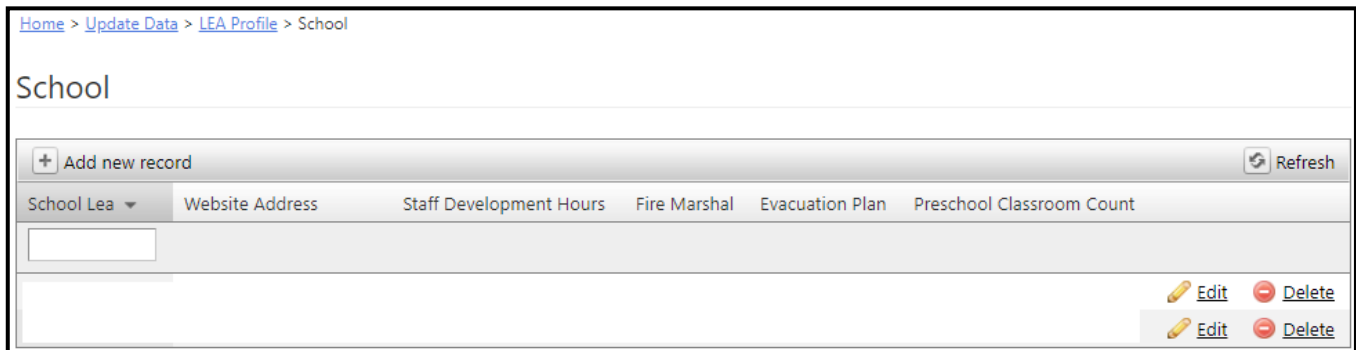 Home > Update Data > LEA Profile > School
School
Add new record Refresh
School Lea Website Address Staff Development Hours Fire Marshal Evacuation Plan Preschool Classroom Count
Edit Delete
Edit Delete